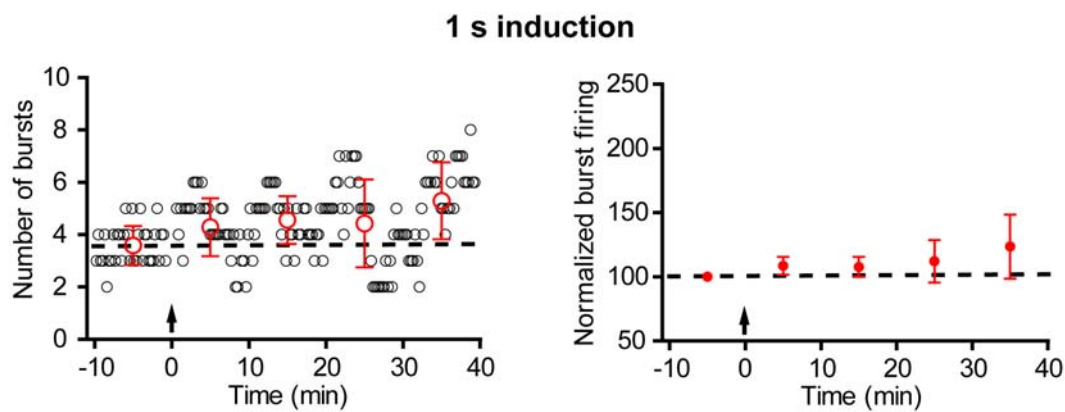 1 s induction
Number of bursts
10
8
6
4
2
0
-10 0 10 20 30 40
Time (min)
Normalized burst firing
250
200
150
100
50
-10 0 10 20 30 40
Time (min)